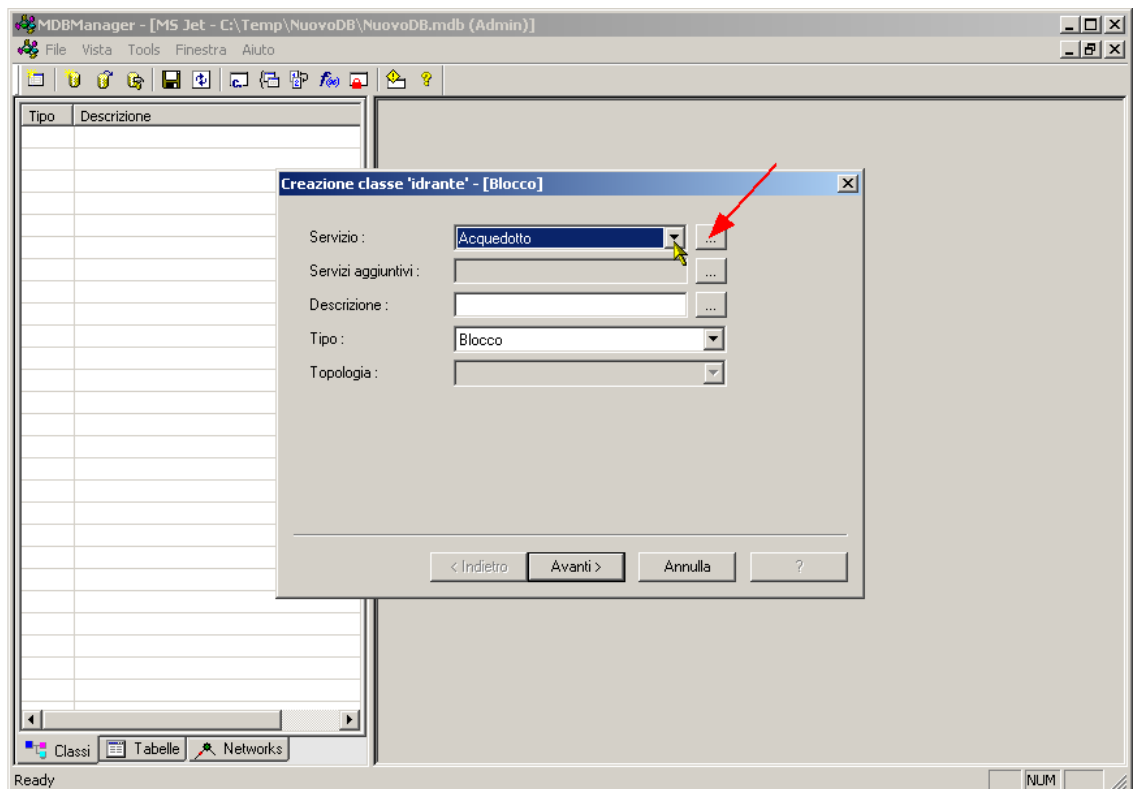 MDBManager - [MS Jet - C:\Temp\NuovoDB\NuovoDB.mdb (Admin)]
File Vista Tools Finestra Aiuto
Tipo Descrizione
Creazione classe 'idrante' - [Blocco]
Servizio : Acquedotto ...
Servizi aggiuntivi : ...
Descrizione : ...
Tipo : Blocco
Topologia :
< Indietro Avanti > Annulla ?
Classi Tabelle Networks
Ready NUM